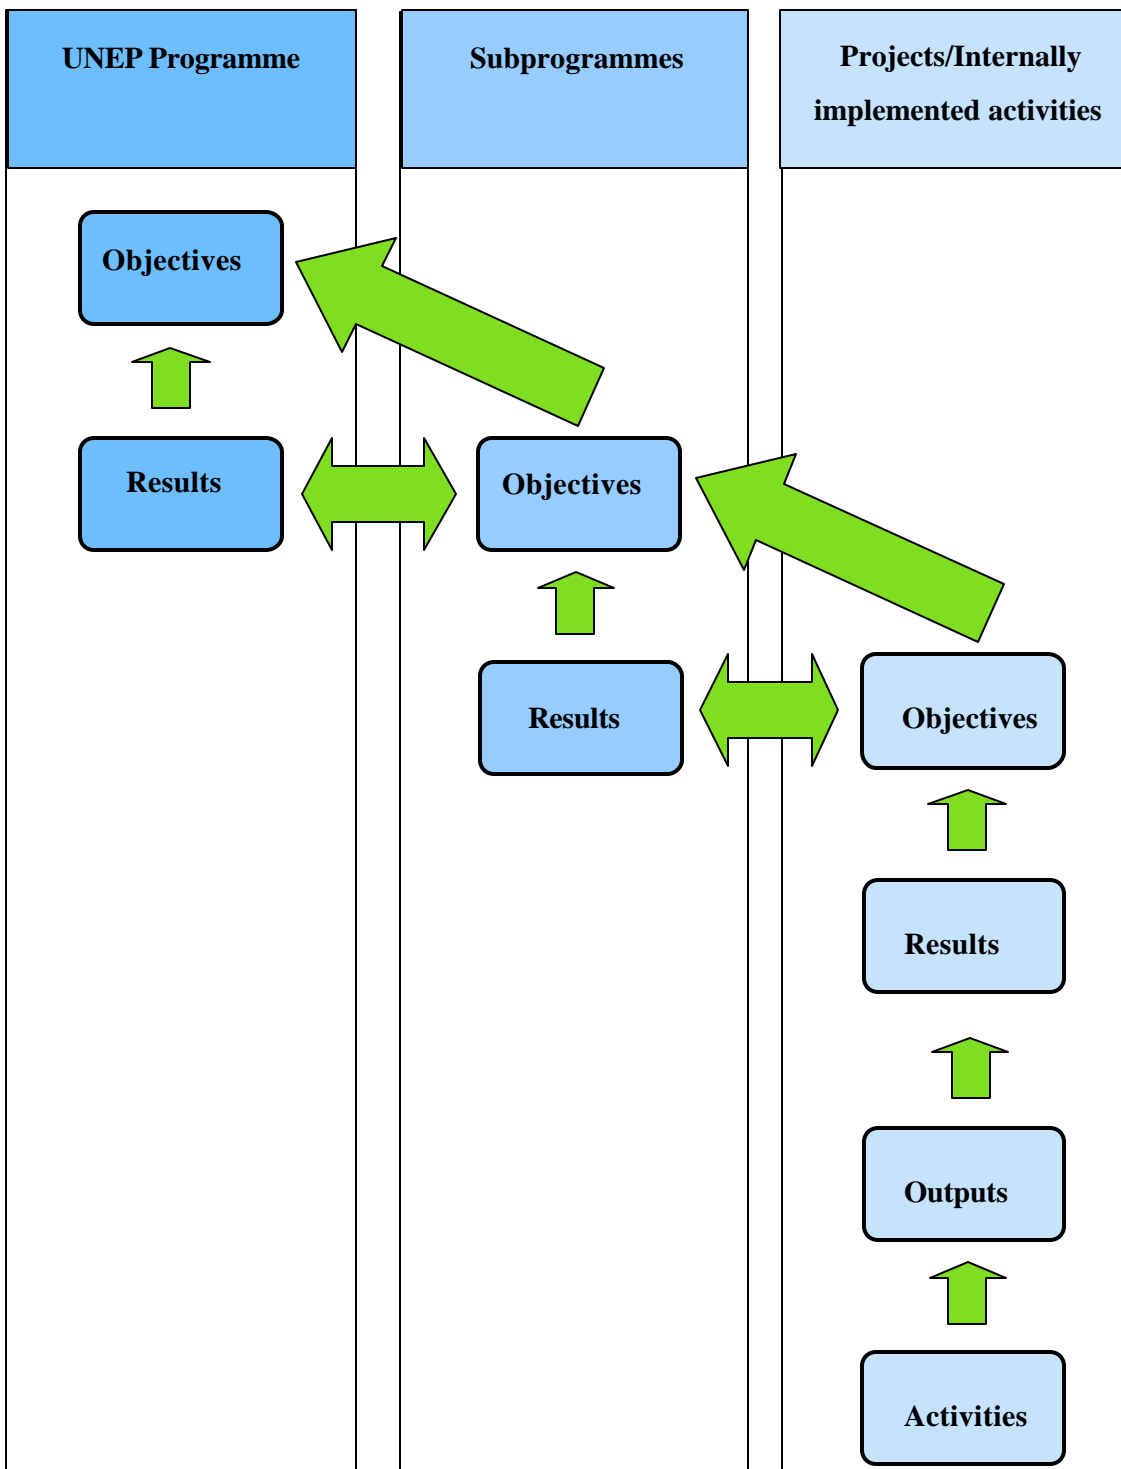 UNEP Programme
Subprogrammes
Projects/Internally
implemented activities
Objectives
Results
Objectives
Results
Objectives
Results
Outputs
Activities